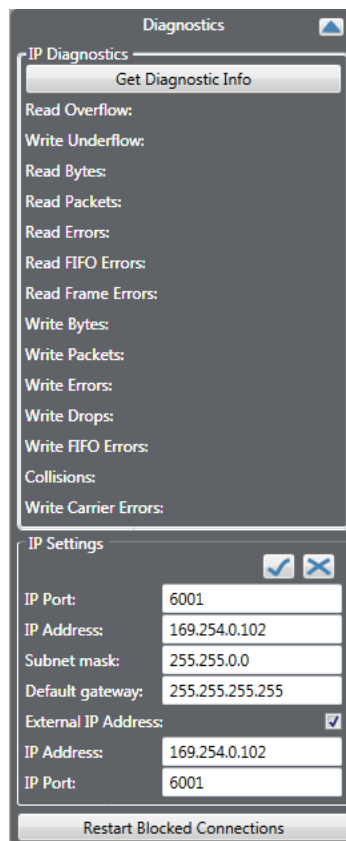 Diagnostics
IP Diagnostics
Get Diagnostic Info
Read Overflow:
Write Underflow:
Read Bytes:
Read Packets:
Read Errors:
Read FIFO Errors:
Read Frame Errors:
Write Bytes:
Write Packets:
Write Errors:
Write Drops:
Write FIFO Errors:
Collisions:
Write Carrier Errors:
IP Settings
IP Port: 6001
IP Address: 169.254.0.102
Subnet mask: 255.255.0.0
Default gateway: 255.255.255.255
External IP Address:
IP Address: 169.254.0.102
IP Port: 6001
Restart Blocked Connections